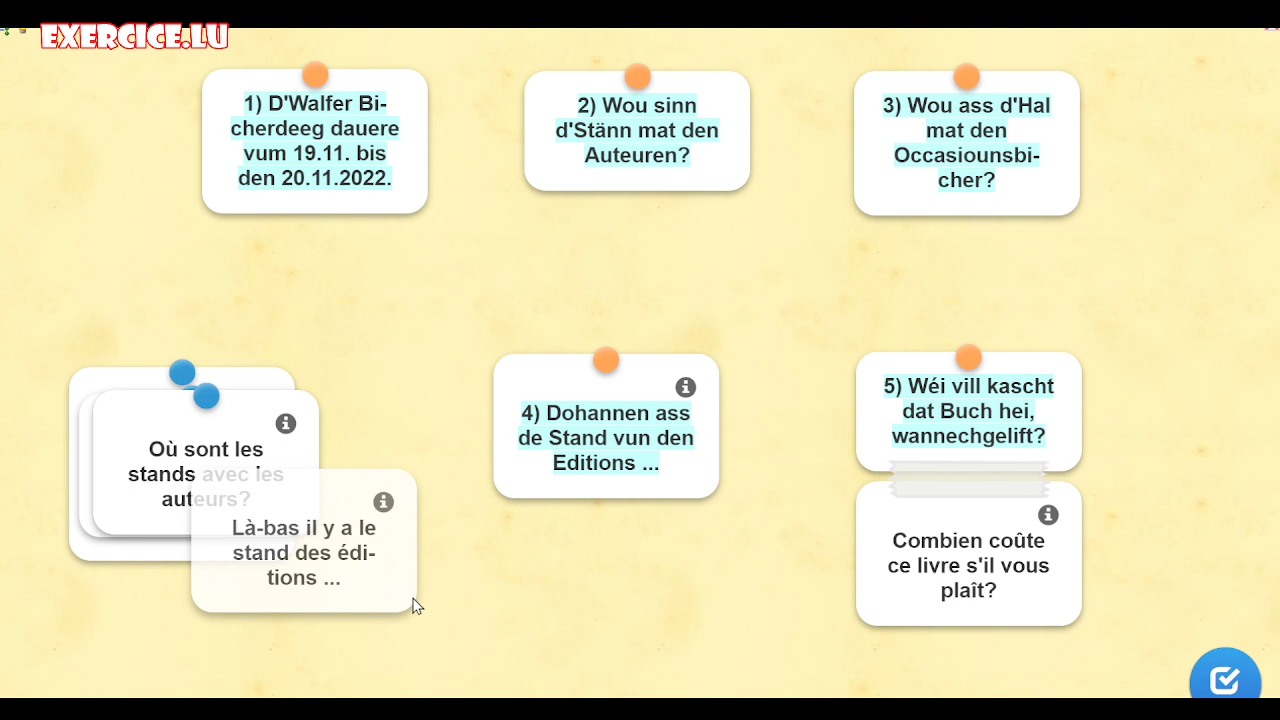 EXERCICE.LU
1) D'Walfer Bi-
cherdeeg dauere
vum 19.11. bis
den 20.11.2022.
2) Wou sinn
d'Stänn mat den
Auteuren?
3) Wou ass d'Hal
mat den
Occasiounsbi-
cher?
Où sont les
stands avec les
auteurs?
Là-bas il y a le
stand des édi-
tions ...
4) Dohannen ass
de Stand vun den
Editions ...
5) Wéi vill kascht
dat Buch hei,
wannechgelift?
Combien coûte
ce livre s'il vous
plaît?